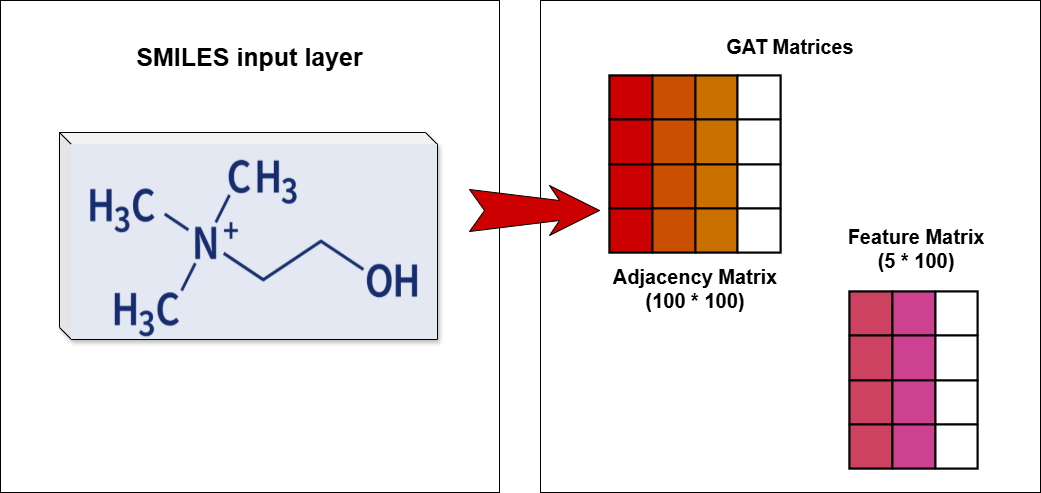 SMILES input layer
CH3
H3C
N+
OH
H3C
GAT Matrices
Adjacency Matrix
(100 * 100)
Feature Matrix
(5 * 100)